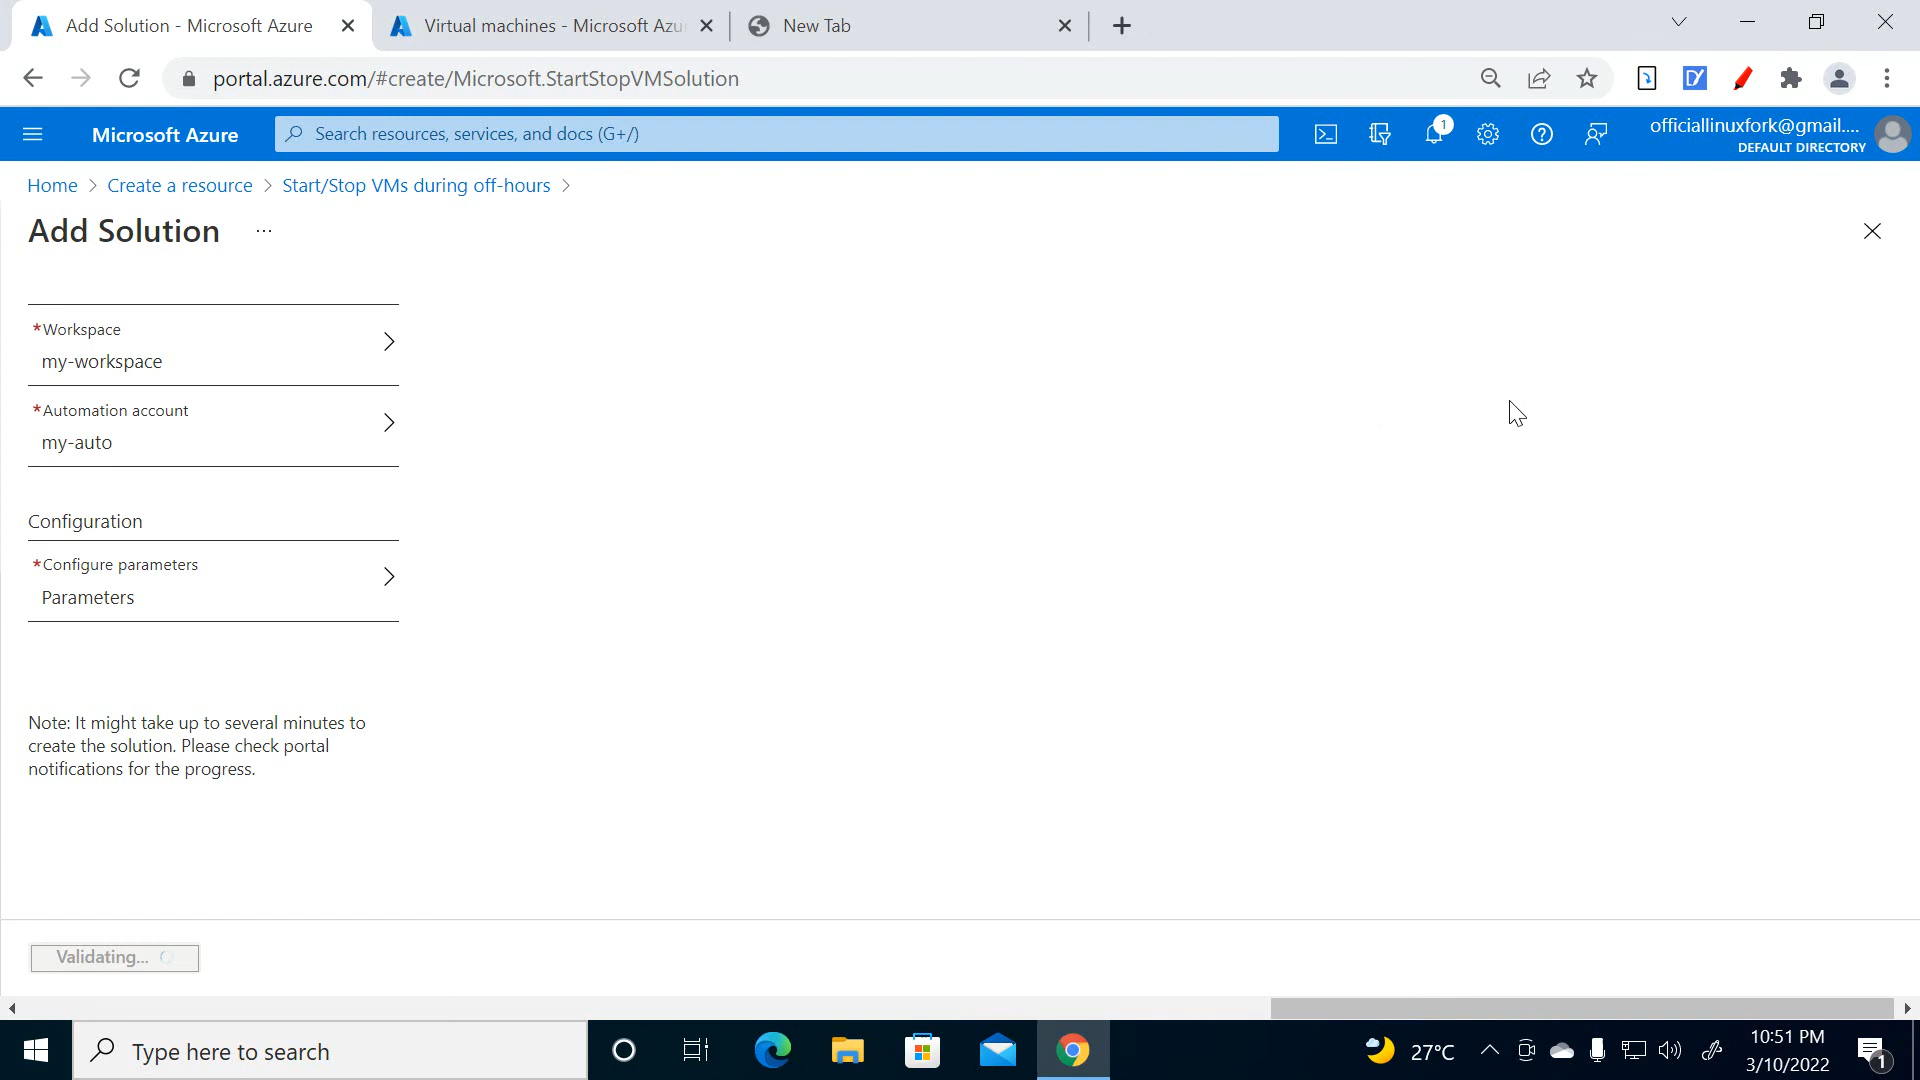 Add Solution - Microsoft Azure
Virtual machines - Microsoft Azu
New Tab
portal.azure.com/#create/Microsoft.StartStopVMSolution
Microsoft Azure
Search resources, services, and docs (G+/)
1
officiallinuxfork@gmail....
DEFAULT DIRECTORY
Home > Create a resource > Start/Stop VMs during off-hours >
Add Solution ...
*Workspace
my-workspace
*Automation account
my-auto
Configuration
*Configure parameters
Parameters
Note: It might take up to several minutes to
create the solution. Please check portal
notifications for the progress.
Validating...
Type here to search
27°C
10:51 PM
3/10/2022
1